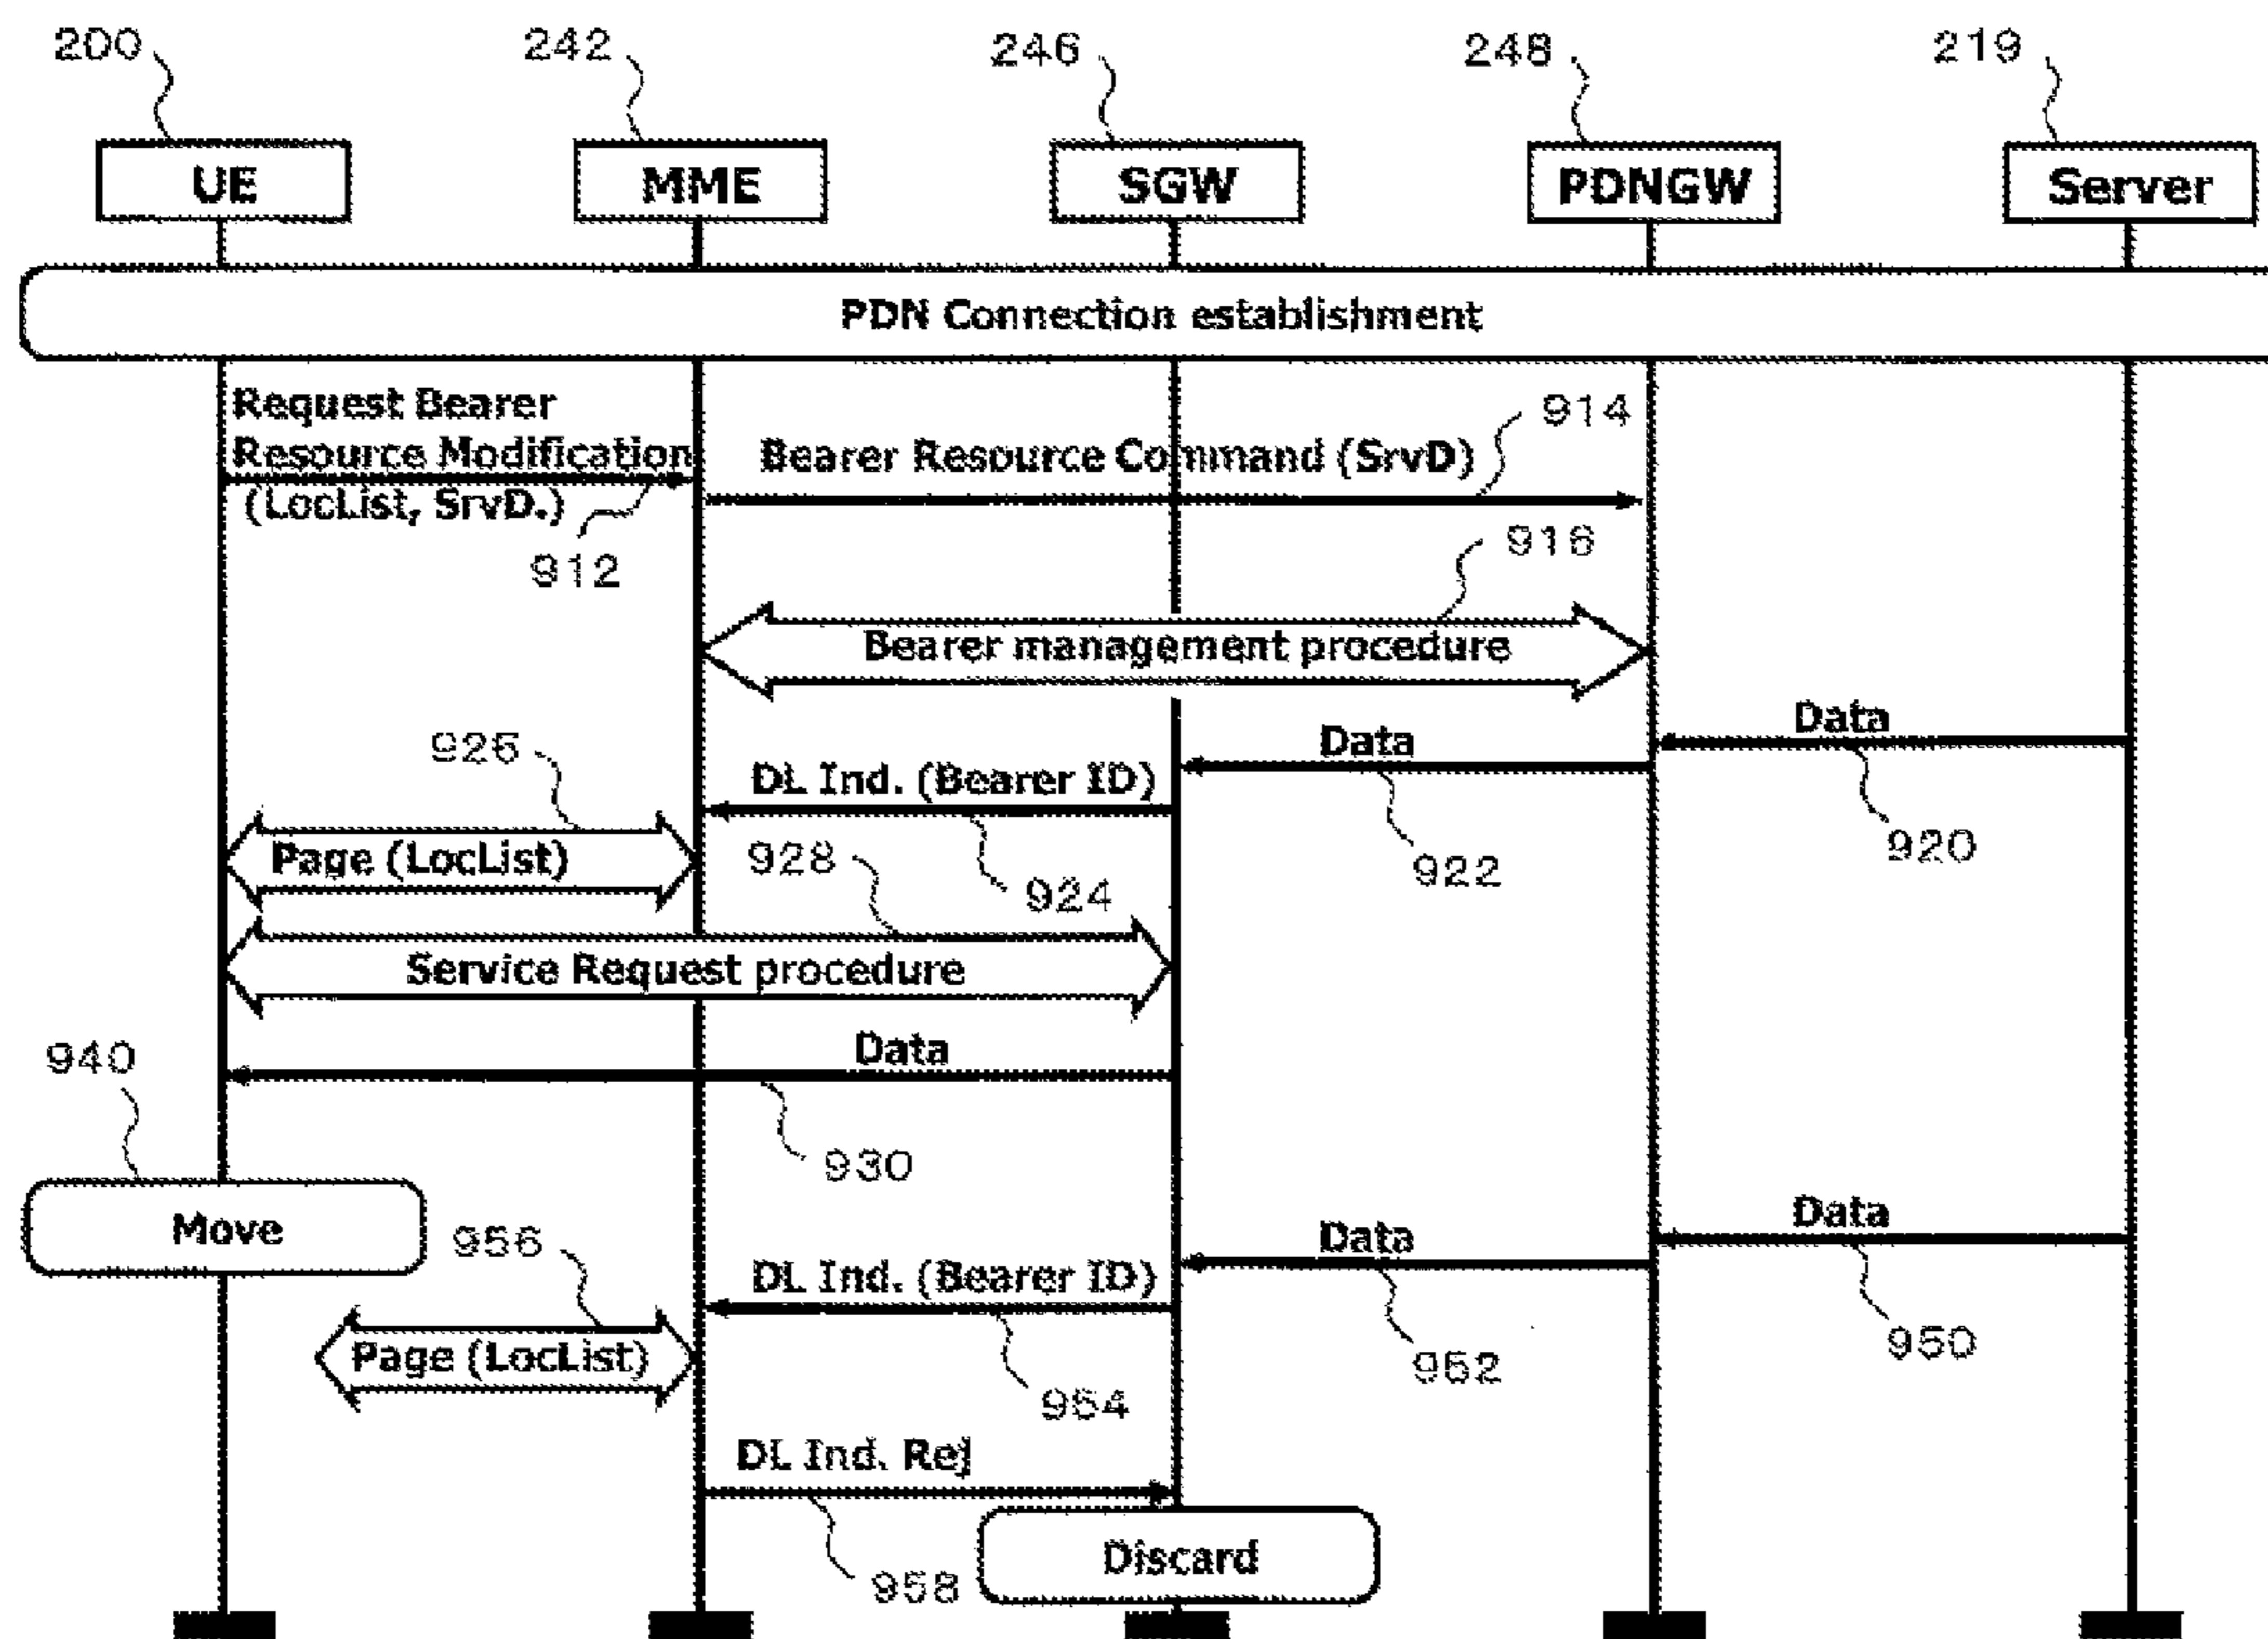 200 242 246 248 219
UE MME SGW PDNGW Server
PDN Connection establishment
Request Bearer
Resource Modification
(LocList, SrvD.)
912
Bearer Resource Command (SrvD)
914
916
Bearer management procedure
Data
920
Data
922
DL Ind. (Bearer ID)
924
926
Page (LocList)
928
Service Request procedure
Data
930
940
Move
Data
950
Data
952
DL Ind. (Bearer ID)
954
956
Page (LocList)
DL Ind. Rej
958
Discard